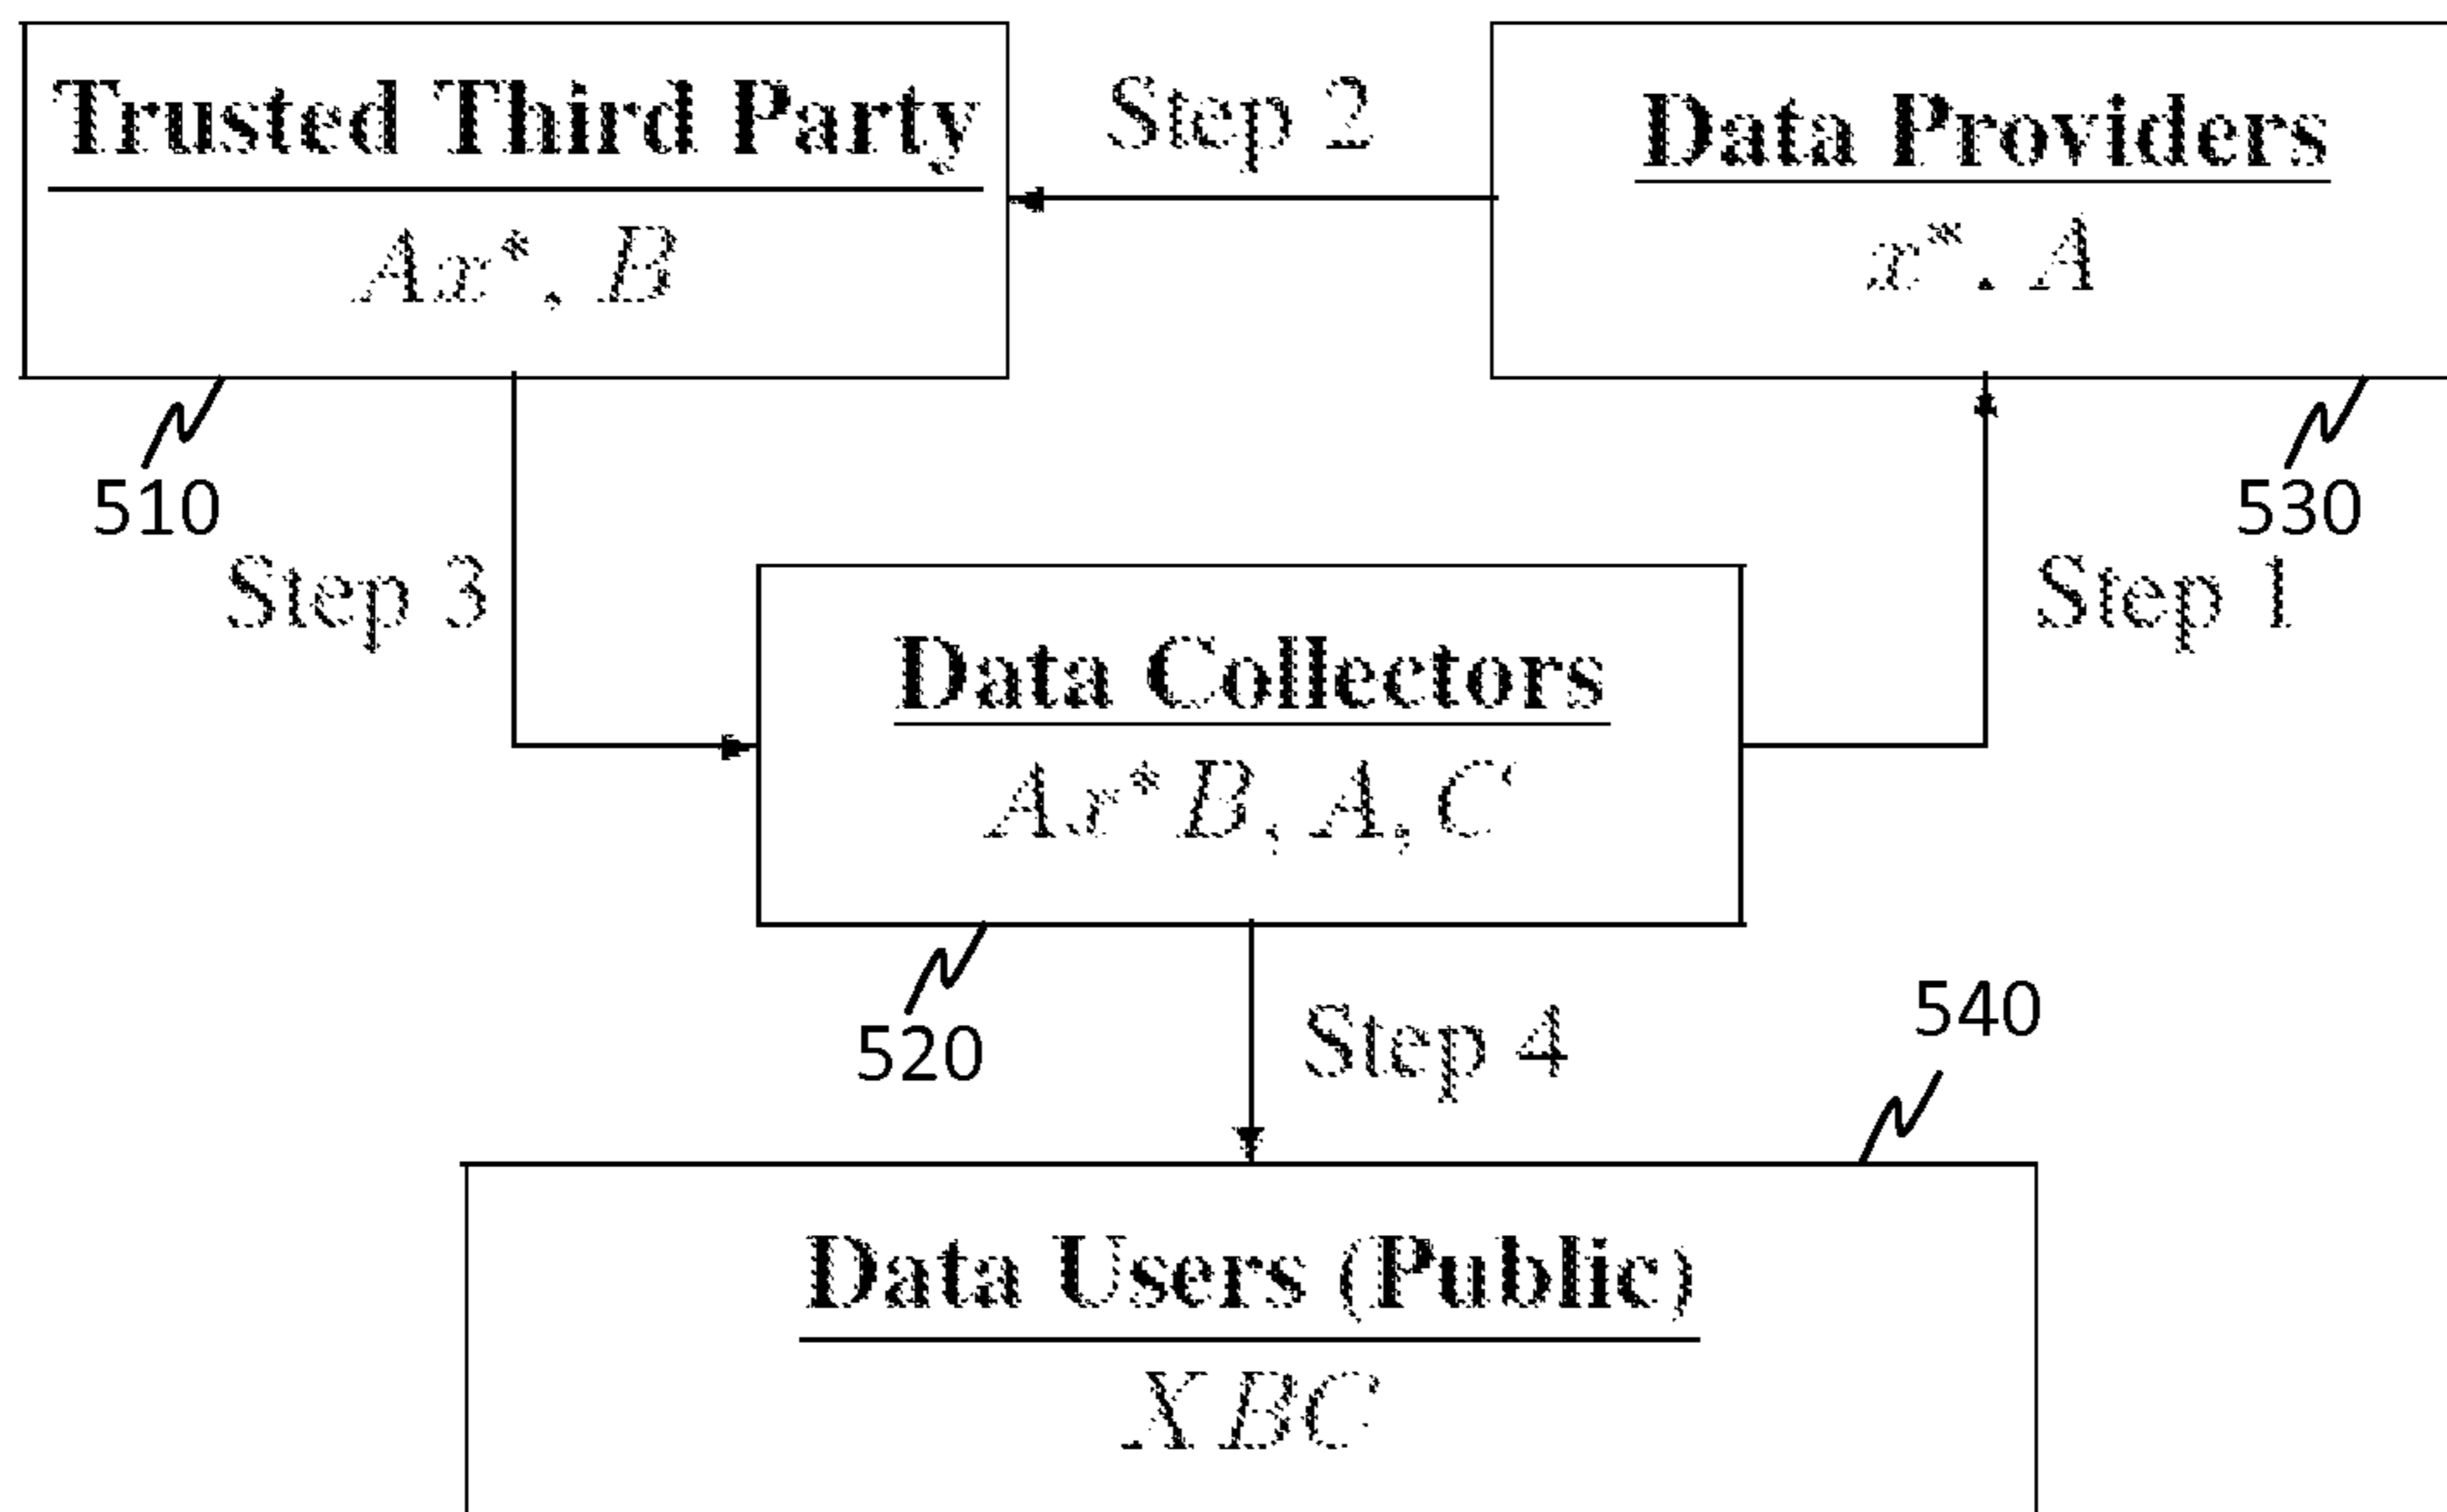 Trusted Third Party
Ax*, B
Step 2
Data Providers
x*, A
510
530
Step 3
Step 1
Data Collectors
Ax*B, A, C
520
Step 4
540
Data Users (Public)
XBC